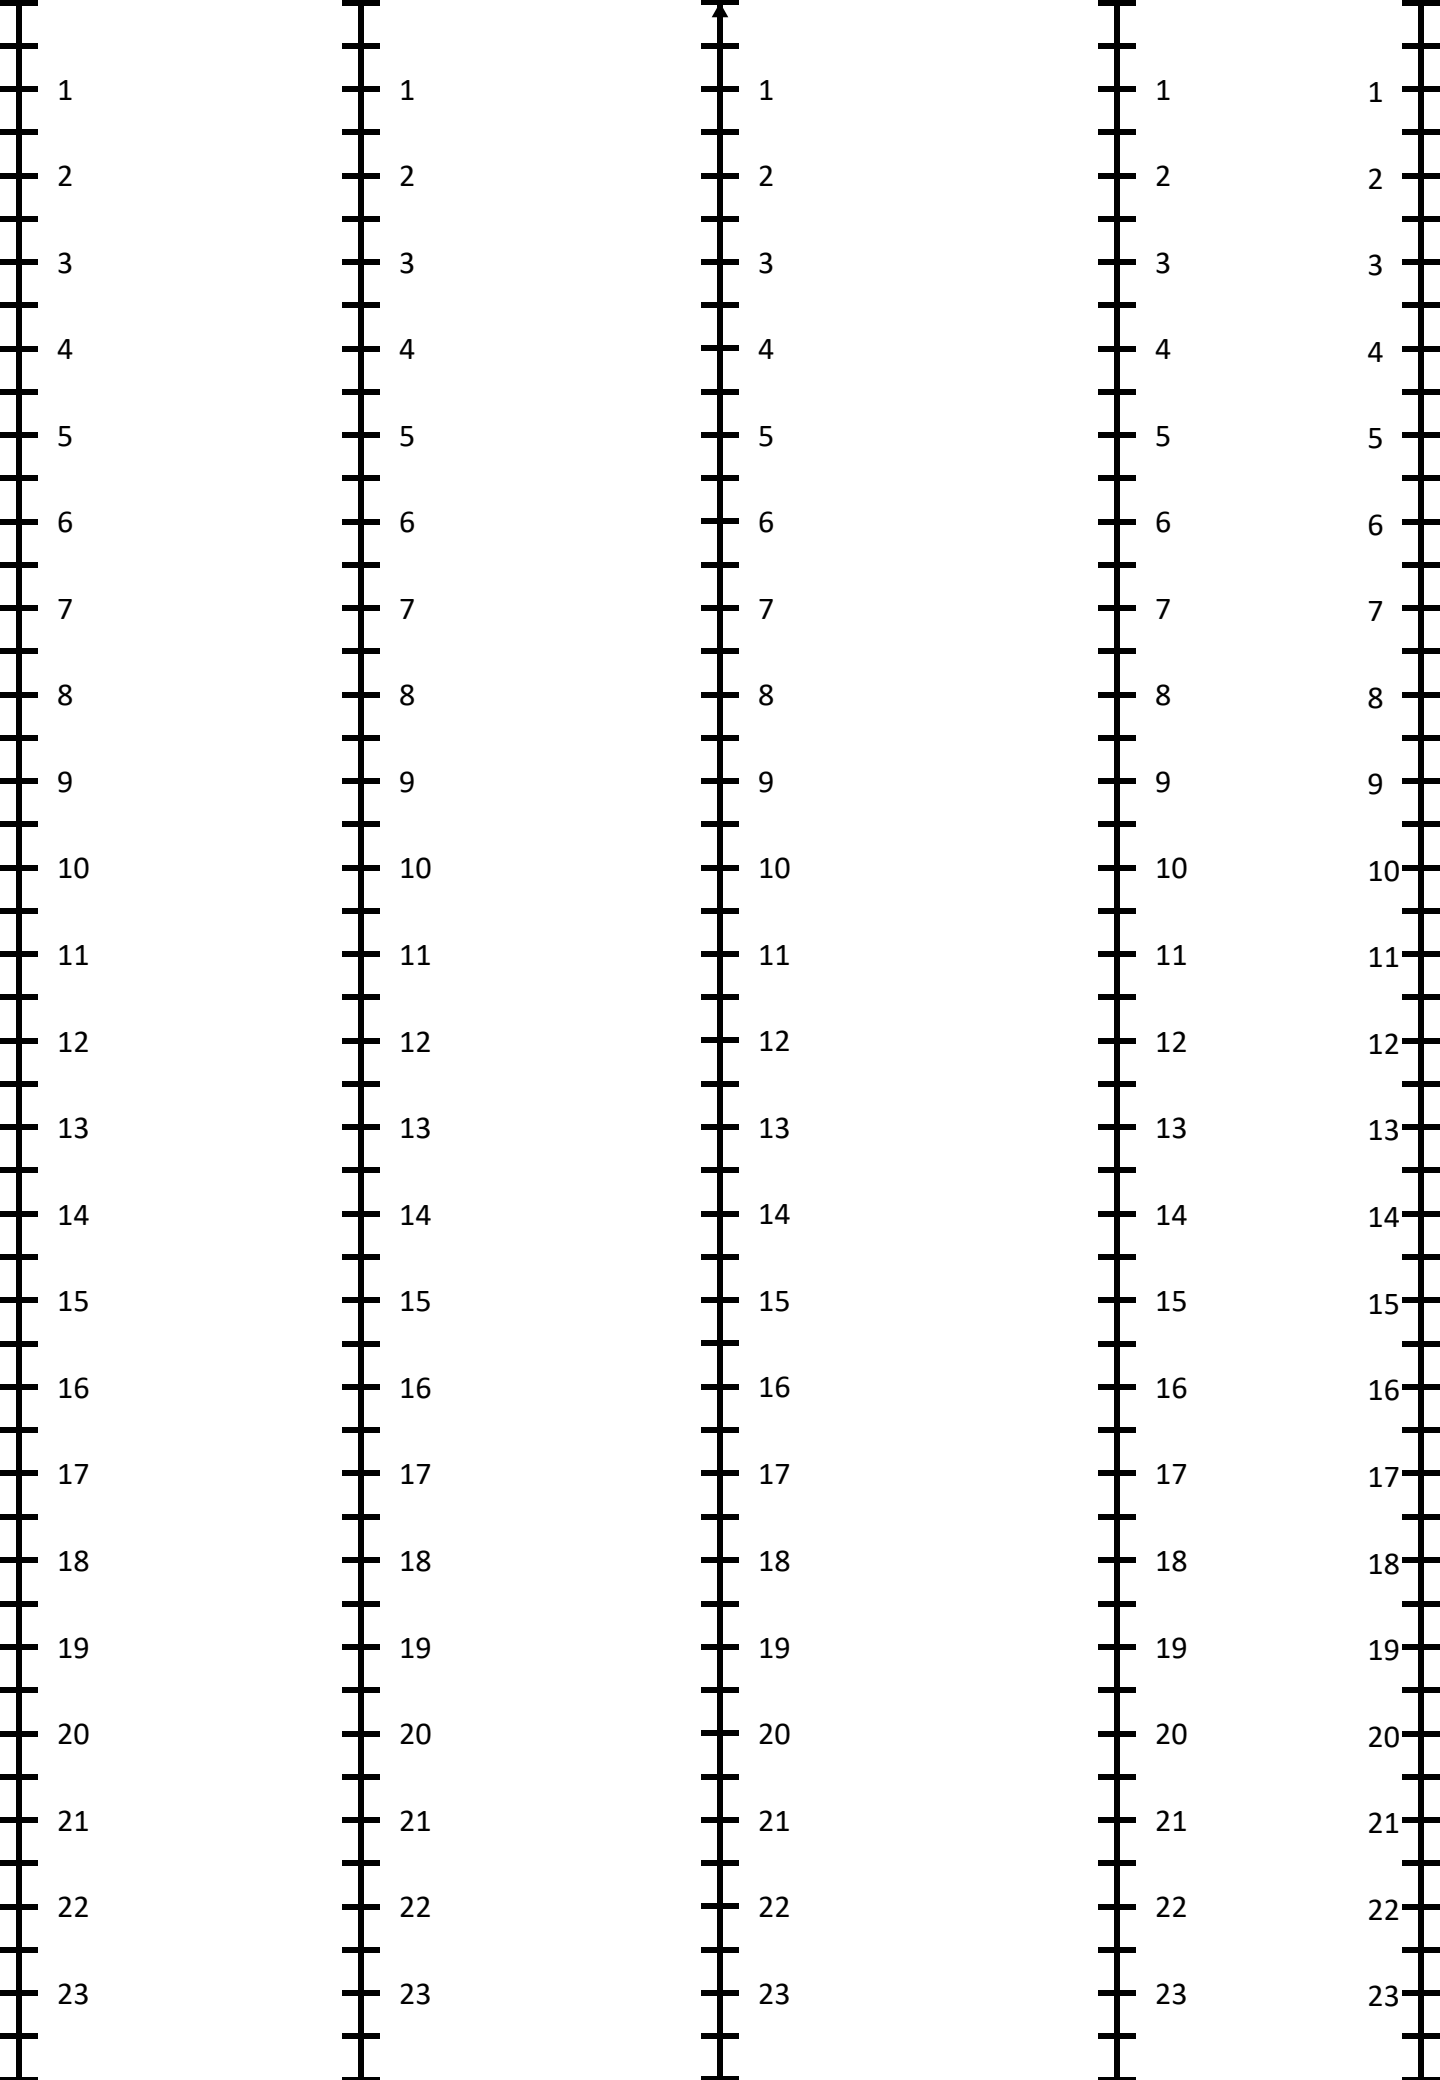 1 1 1 1 1
2 2 2 2 2
3 3 3 3 3
4 4 4 4 4
5 5 5 5 5
6 6 6 6 6
7 7 7 7 7
8 8 8 8 8
9 9 9 9 9
10 10 10 10 10
11 11 11 11 11
12 12 12 12 12
13 13 13 13 13
14 14 14 14 14
15 15 15 15 15
16 16 16 16 16
17 17 17 17 17
18 18 18 18 18
19 19 19 19 19
20 20 20 20 20
21 21 21 21 21
22 22 22 22 22
23 23 23 23 23